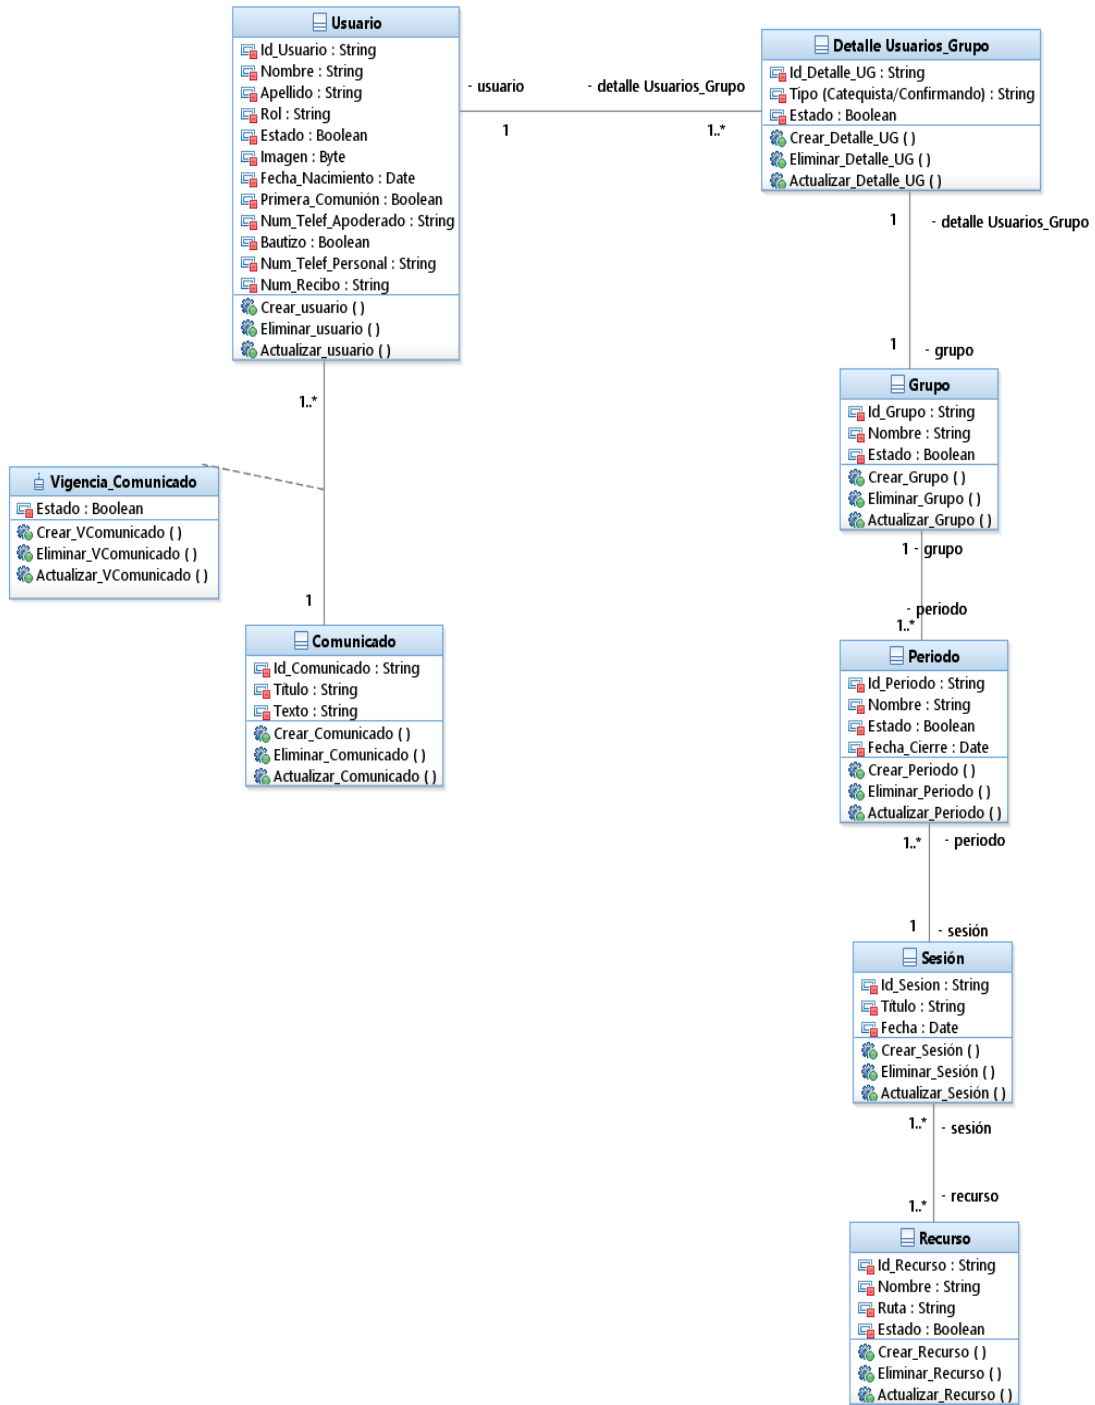 Usuario
Id_Usuario : String
Nombre : String
Apellido : String
Rol : String
Estado : Boolean
Imagen : Byte
Fecha_Nacimiento : Date
Primera_Comunión : Boolean
Num_Telef_Apoderado : String
Bautizo : Boolean
Num_Telef_Personal : String
Num_Recibo : String
Crear_usuario ( )
Eliminar_usuario ( )
Actualizar_usuario ( )
- usuario
1
- detalle Usuarios_Grupo
1..*
Detalle Usuarios_Grupo
Id_Detalle_UG : String
Tipo (Catequista/Confirmando) : String
Estado : Boolean
Crear_Detalle_UG ( )
Eliminar_Detalle_UG ( )
Actualizar_Detalle_UG ( )
1
- detalle Usuarios_Grupo
1
- grupo
Grupo
Id_Grupo : String
Nombre : String
Estado : Boolean
Crear_Grupo ( )
Eliminar_Grupo ( )
Actualizar_Grupo ( )
1..*
Vigencia_Comunicado
Estado : Boolean
Crear_VComunicado ( )
Eliminar_VComunicado ( )
Actualizar_VComunicado ( )
1
Comunicado
Id_Comunicado : String
Título : String
Texto : String
Crear_Comunicado ( )
Eliminar_Comunicado ( )
Actualizar_Comunicado ( )
1 - grupo
- periodo
1..*
Periodo
Id_Periodo : String
Nombre : String
Estado : Boolean
Fecha_Cierre : Date
Crear_Periodo ( )
Eliminar_Periodo ( )
Actualizar_Periodo ( )
1..*
- periodo
1
- sesión
Sesión
Id_Sesion : String
Título : String
Fecha : Date
Crear_Sesión ( )
Eliminar_Sesión ( )
Actualizar_Sesión ( )
1..*
- sesión
- recurso
1..*
Recurso
Id_Recurso : String
Nombre : String
Ruta : String
Estado : Boolean
Crear_Recurso ( )
Eliminar_Recurso ( )
Actualizar_Recurso ( )